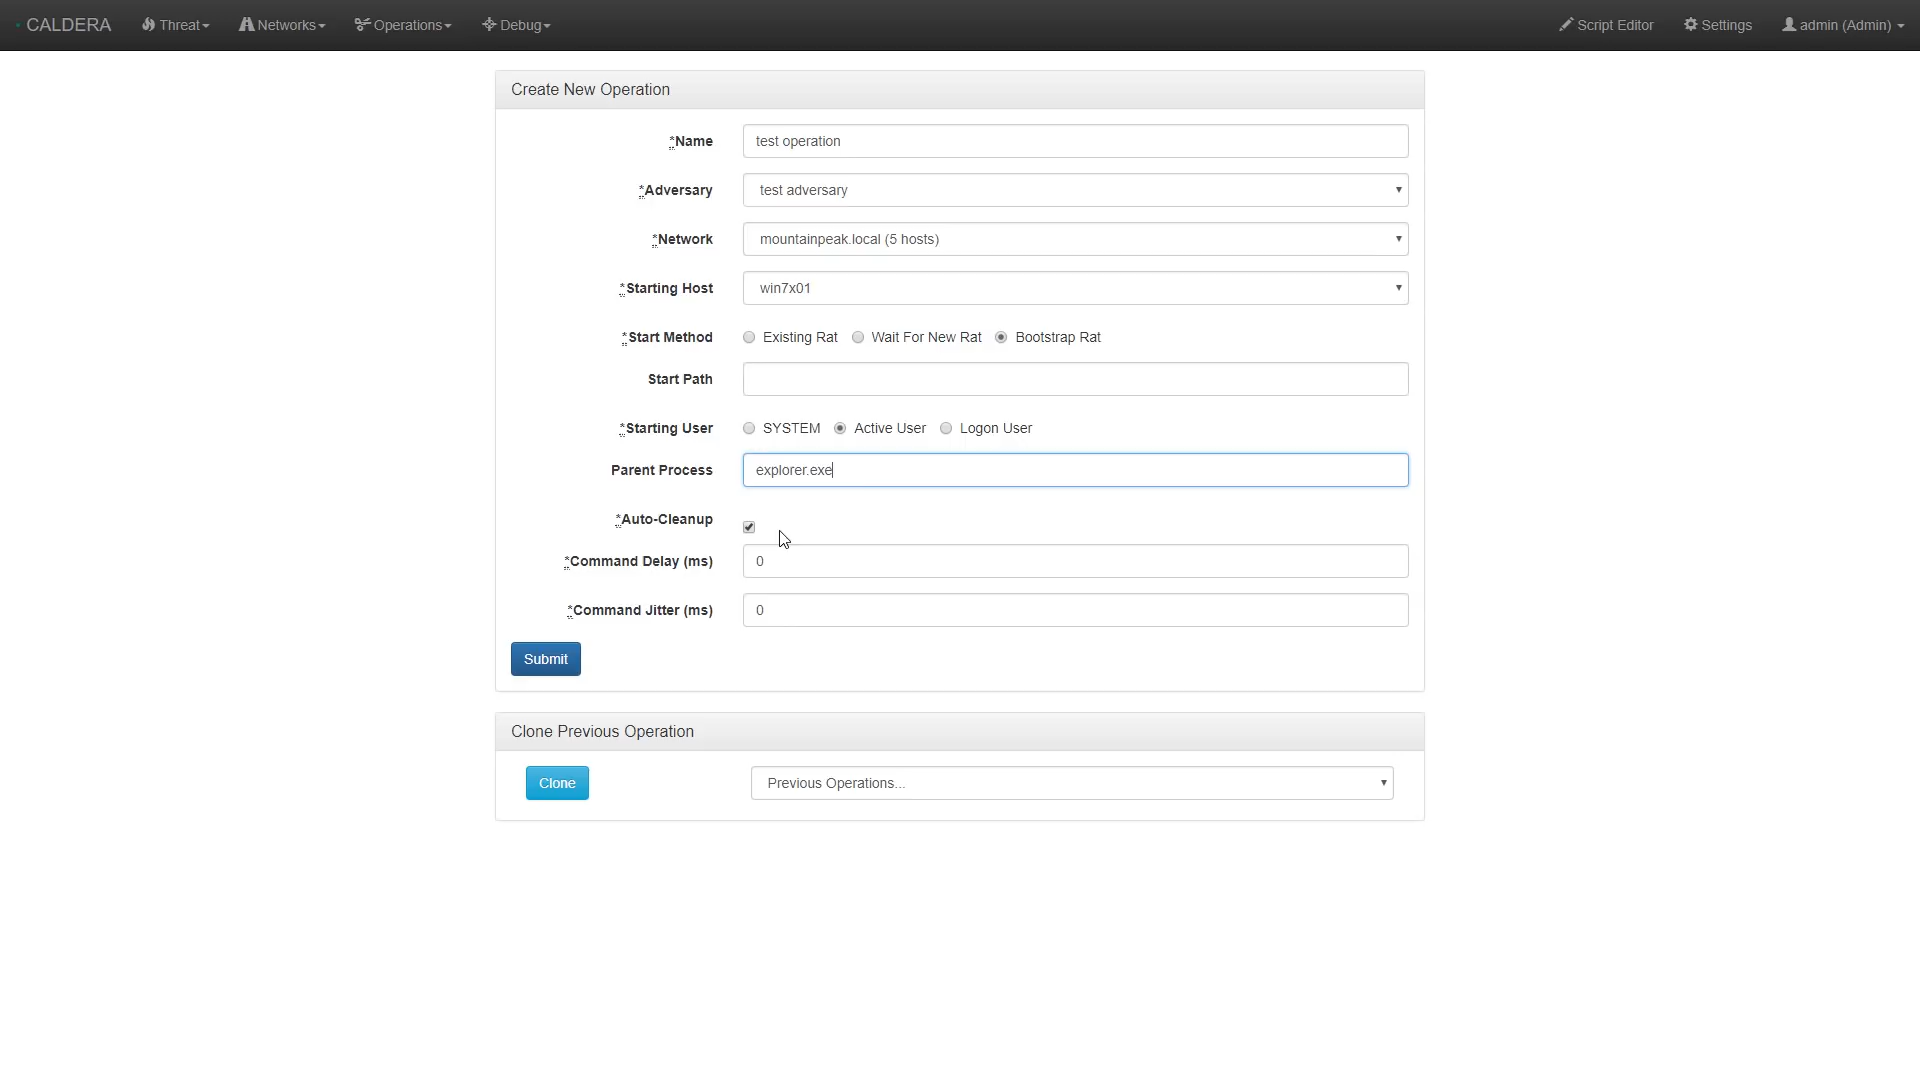 CALDERA Threat Networks Operations Debug Script Editor Settings admin (Admin)
Create New Operation
*Name test operation
*Adversary test adversary
*Network mountainpeak.local (5 hosts)
*Starting Host win7x01
*Start Method Existing Rat Wait For New Rat Bootstrap Rat
Start Path
*Starting User SYSTEM Active User Logon User
Parent Process explorer.exe
*Auto-Cleanup
*Command Delay (ms) 0
*Command Jitter (ms) 0
Submit
Clone Previous Operation
Clone Previous Operations...